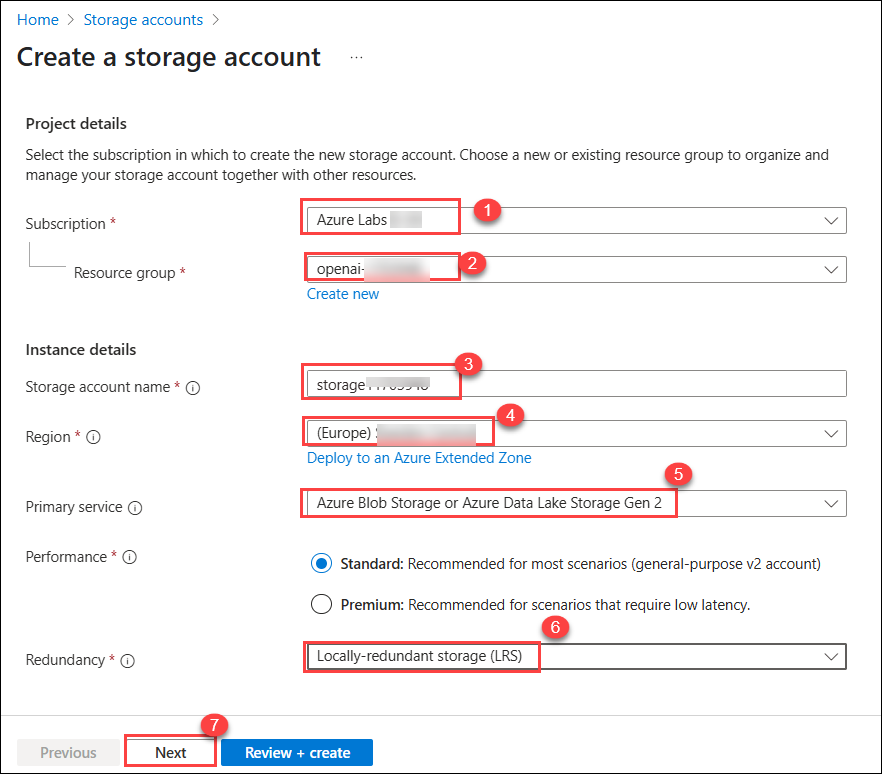 Home > Storage accounts >
Create a storage account ...
Project details
Select the subscription in which to create the new storage account. Choose a new or existing resource group to organize and
manage your storage account together with other resources.
Subscription * Azure Labs 1
Resource group * openai- 2
Create new
Instance details
Storage account name * storage 3
Region * (Europe) 4
Deploy to an Azure Extended Zone
Primary service Azure Blob Storage or Azure Data Lake Storage Gen 2 5
Performance * Standard: Recommended for most scenarios (general-purpose v2 account)
Premium: Recommended for scenarios that require low latency.
Redundancy * Locally-redundant storage (LRS) 6
Previous Next 7 Review + create